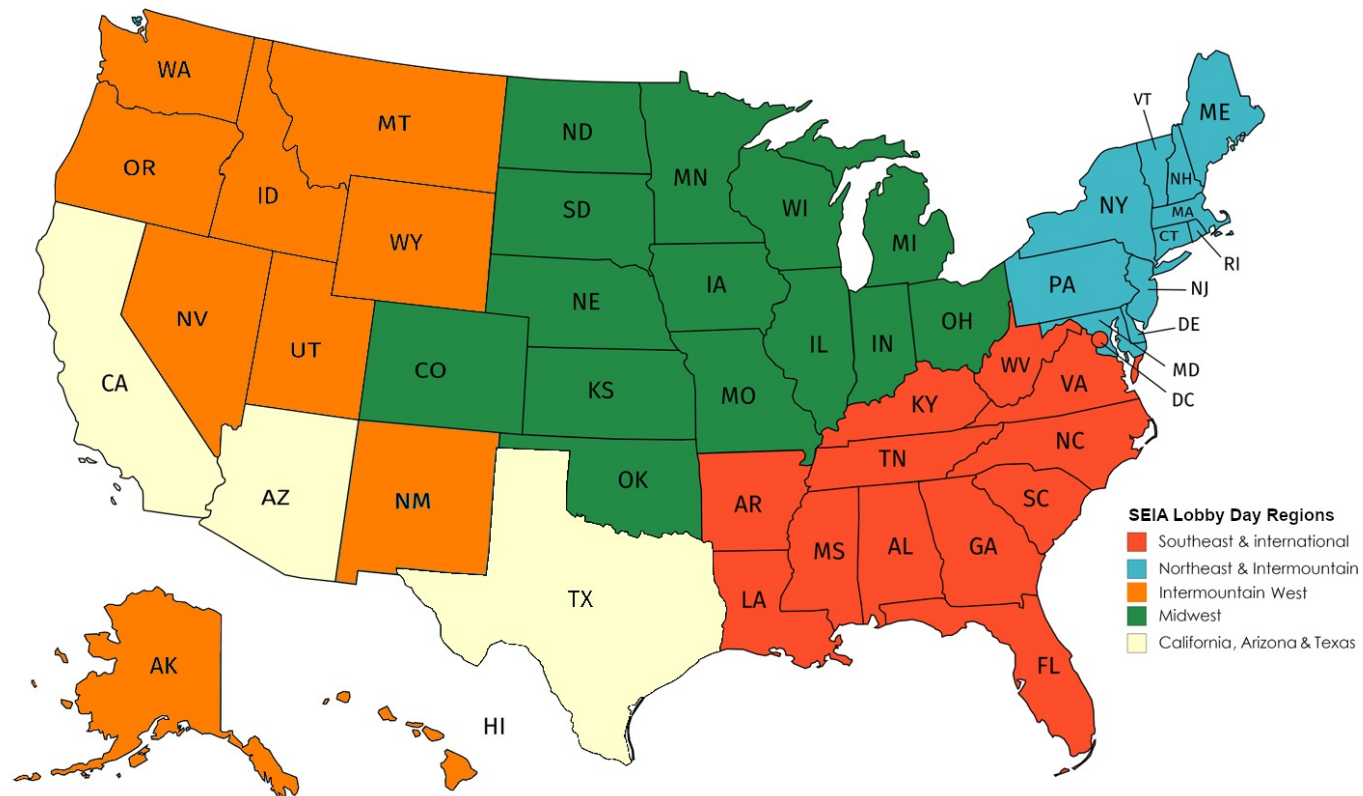 WA
MT
ND
MN
VT
ME
OR
ID
SD
WI
MI
NH
NY
MA
WY
CT
RI
NE
IA
PA
NJ
NV
UT
CO
IL
IN
OH
DE
CA
KS
MO
WV
VA
MD
KY
DC
NC
TN
AZ
NM
OK
AR
SC
MS
AL
GA
TX
LA
SEIA Lobby Day Regions
Southeast & international
Northeast & Intermountain
Intermountain West
Midwest
California, Arizona & Texas
AK
FL
HI